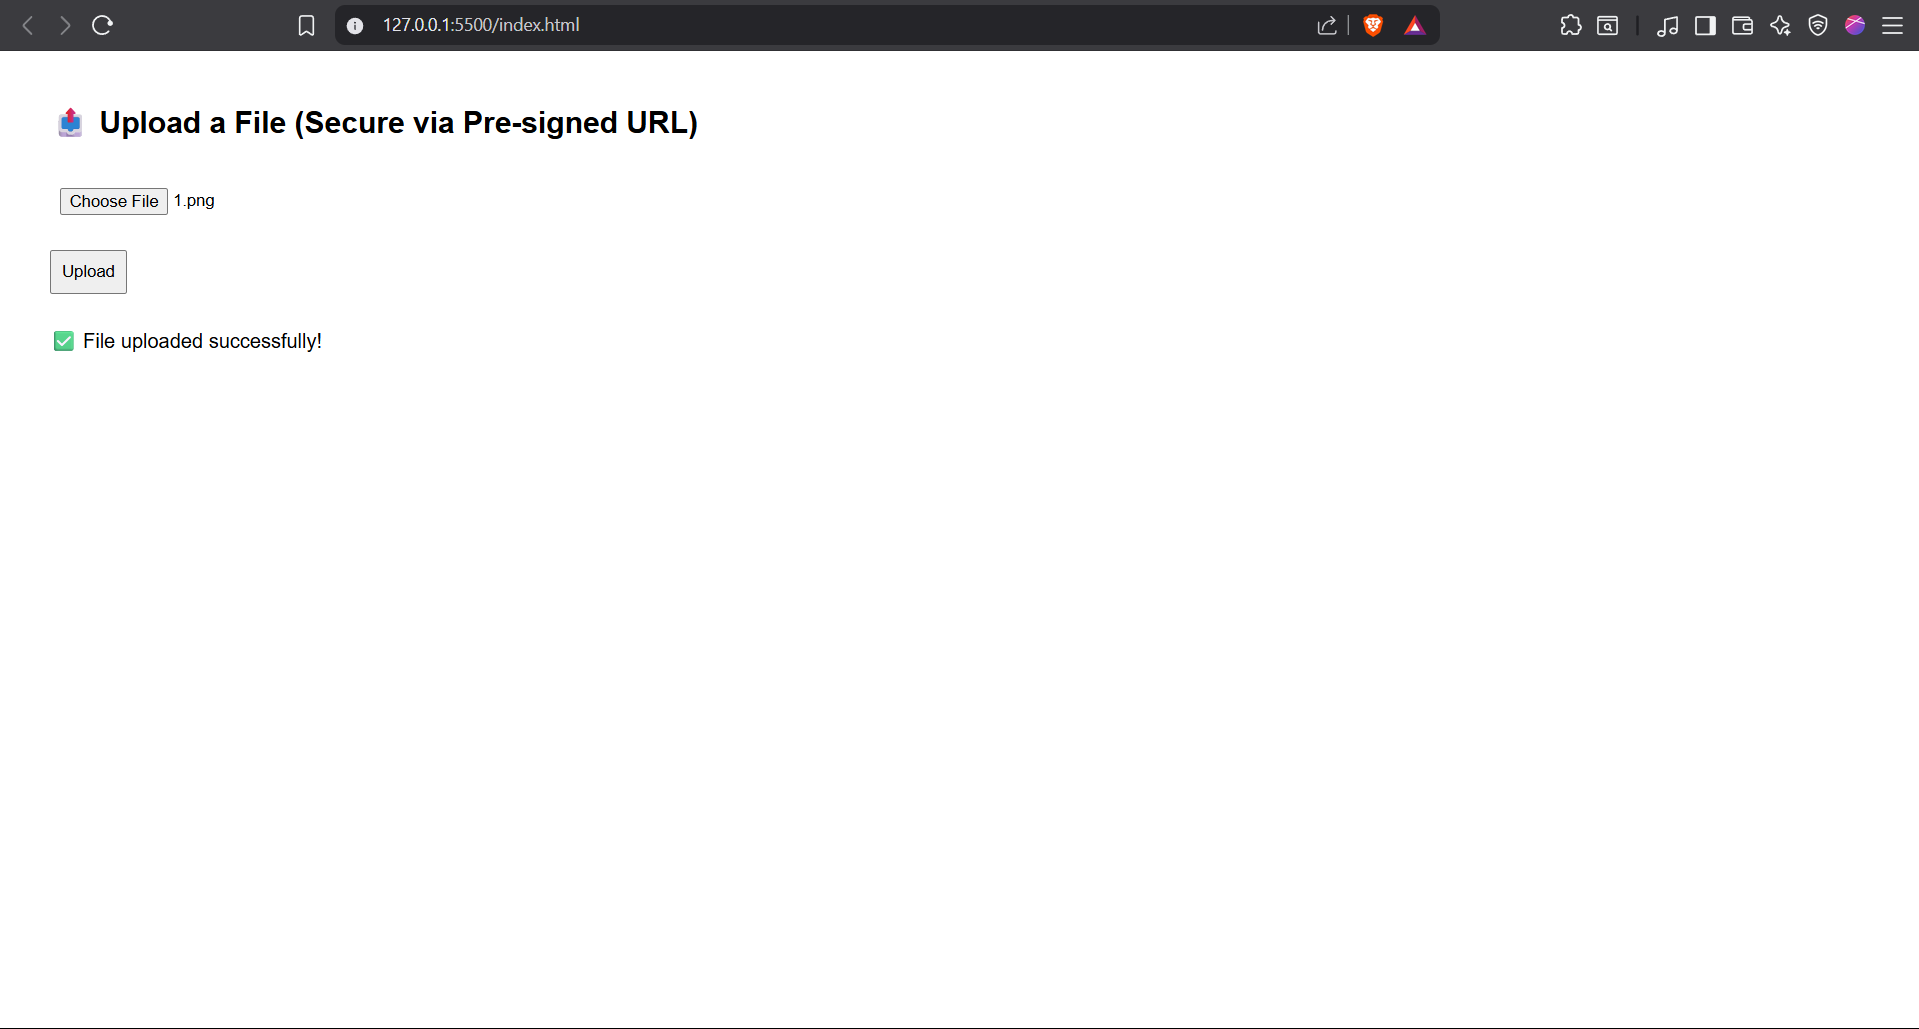 127.0.0.1:5500/index.html
📤 Upload a File (Secure via Pre-signed URL)
Choose File 1.png
Upload
✅ File uploaded successfully!